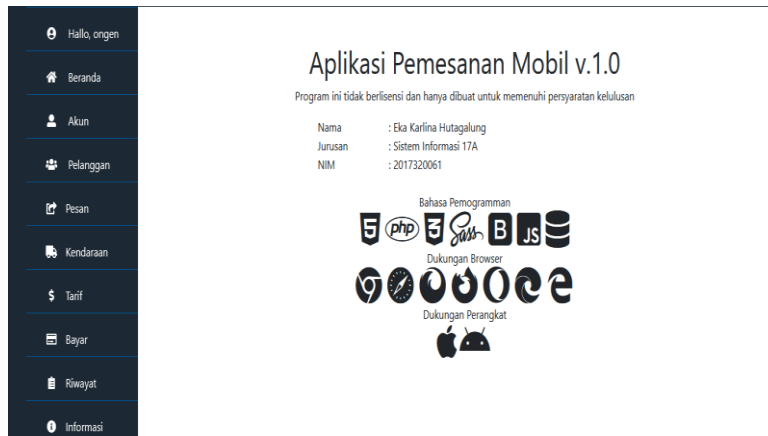 Hallo, ongen
Beranda
Akun
Pelanggan
Pesan
Kendaraan
Tarif
Bayar
Riwayat
Informasi
Aplikasi Pemesanan Mobil v.1.0
Program ini tidak berlisensi dan hanya dibuat untuk memenuhi persyaratan kelulusan
Nama : Eka Karlina Hutagalung
Jurusan : Sistem Informasi 17A
NIM : 2017320061
Bahasa Pemogramman
5 php 3 Sass B JS
Dukungan Browser
Dukungan Perangkat